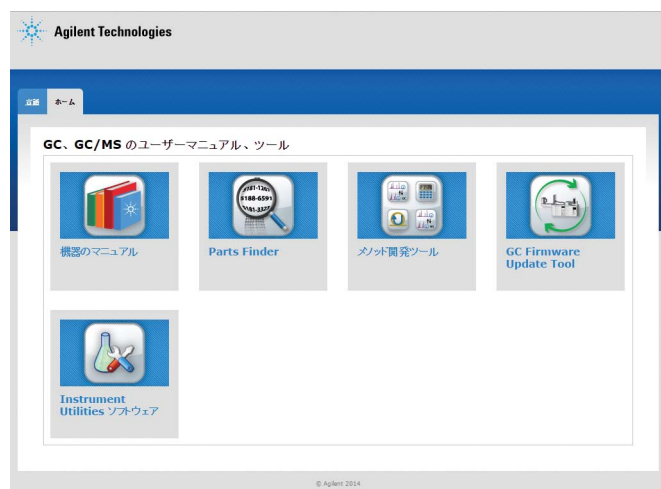 Agilent Technologies
言語 ホーム
GC、GC/MS のユーザーマニュアル、ツール
機器のマニュアル
Parts Finder
メソッド開発ツール
GC Firmware
Update Tool
Instrument
Utilities ソフトウェア
© Agilent 2014